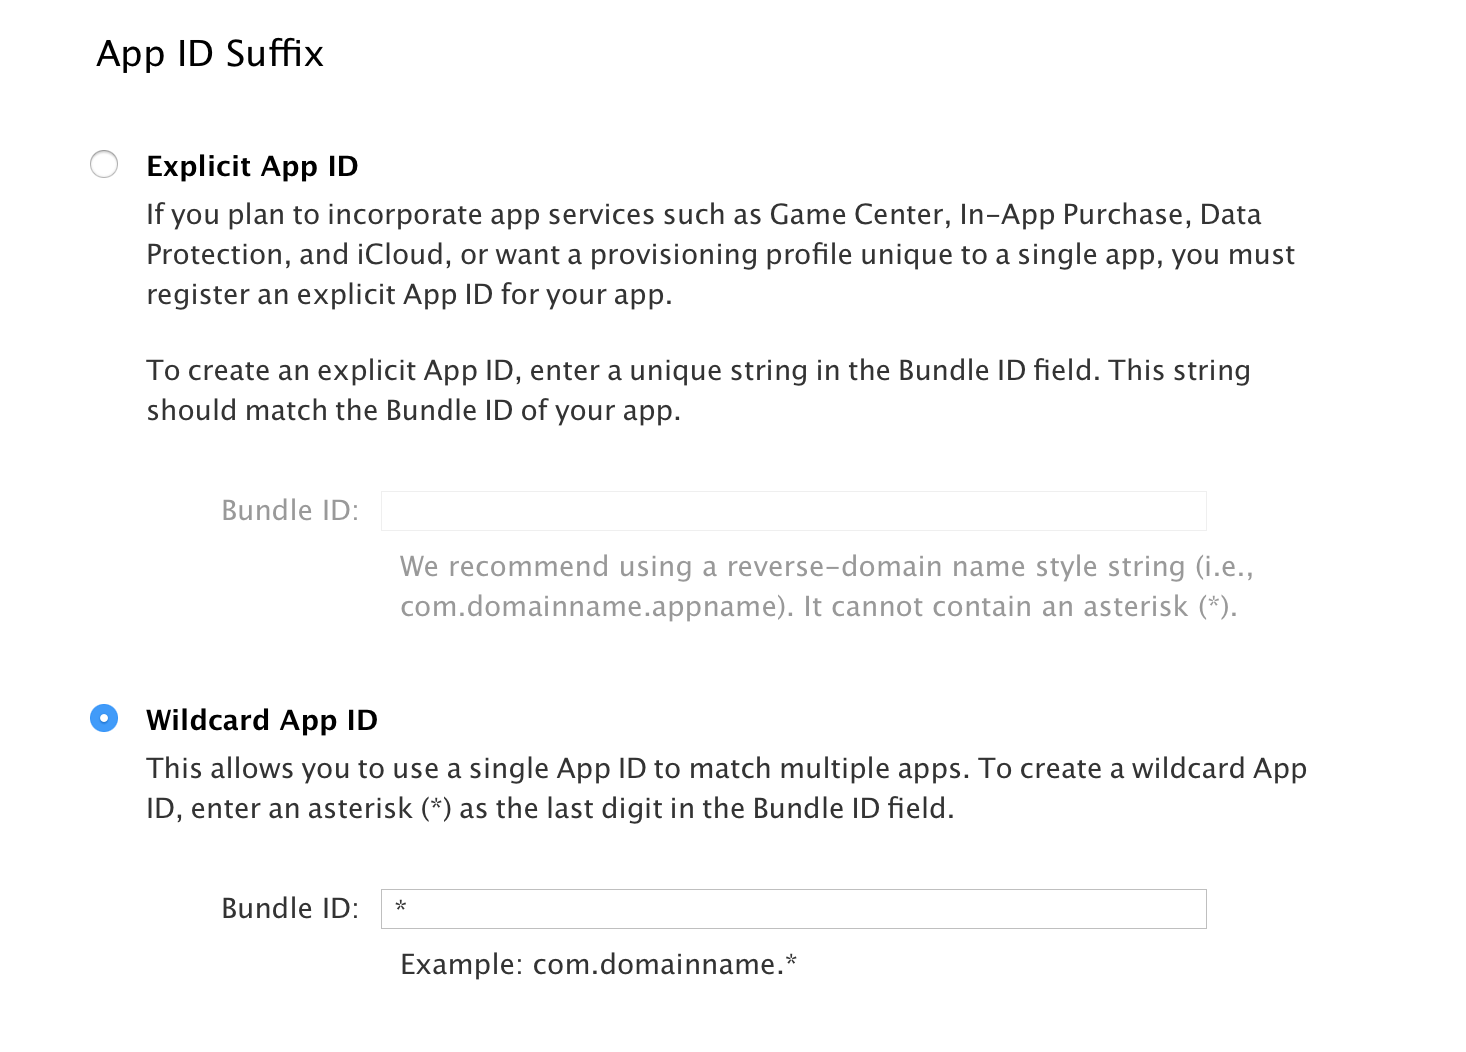 App ID Suffix
Explicit App ID
If you plan to incorporate app services such as Game Center, In-App Purchase, Data
Protection, and iCloud, or want a provisioning profile unique to a single app, you must
register an explicit App ID for your app.
To create an explicit App ID, enter a unique string in the Bundle ID field. This string
should match the Bundle ID of your app.
Bundle ID:
We recommend using a reverse-domain name style string (i.e.,
com.domainname.appname). It cannot contain an asterisk (*).
Wildcard App ID
This allows you to use a single App ID to match multiple apps. To create a wildcard App
ID, enter an asterisk (*) as the last digit in the Bundle ID field.
Bundle ID: *
Example: com.domainname.*